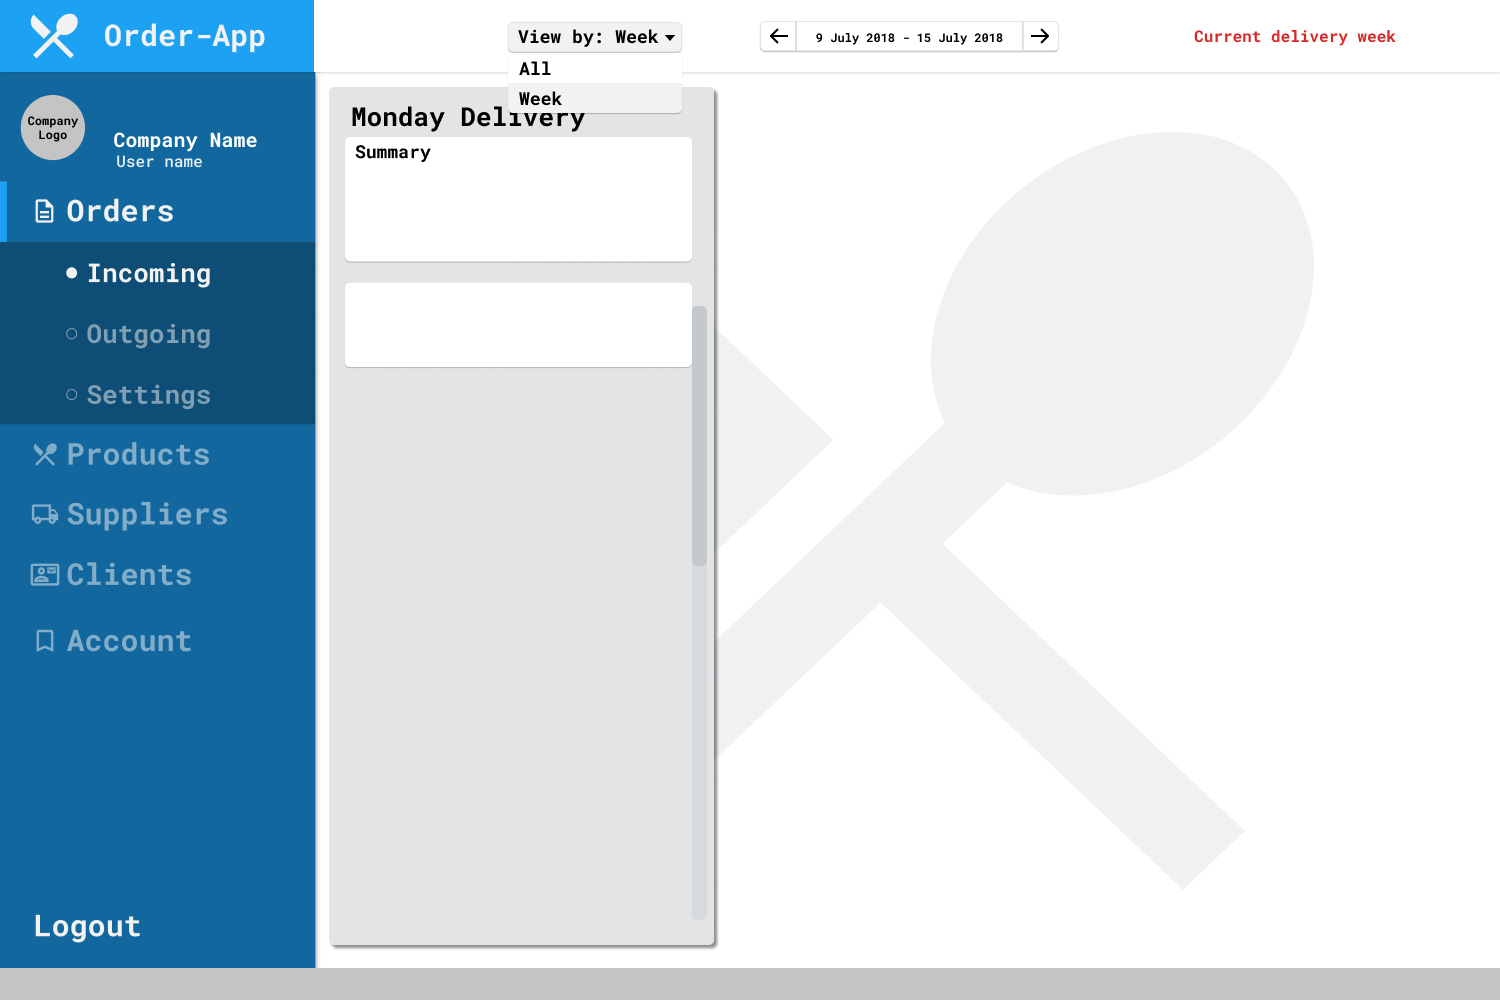 Order-App
View by: Week
All
Week
9 July 2018 - 15 July 2018
Current delivery week
Company
Logo
Company Name
User name
Orders
Incoming
Outgoing
Settings
Products
Suppliers
Clients
Account
Logout
Monday Delivery
Summary